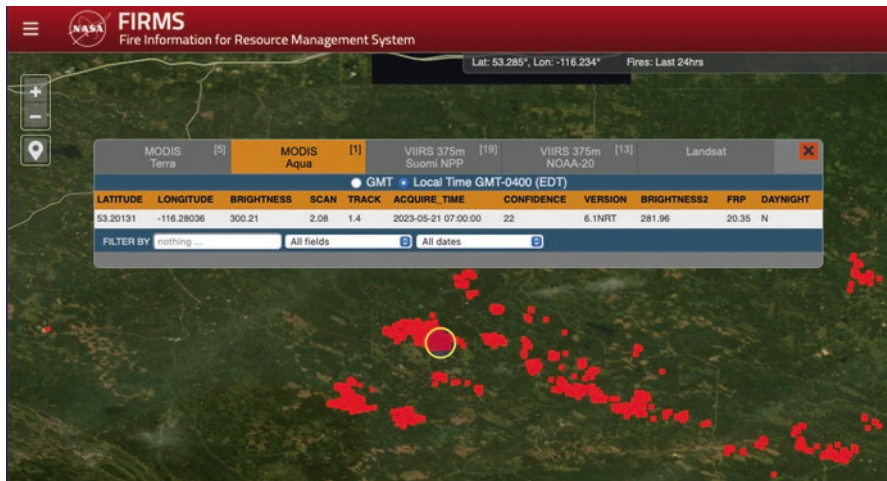 NASA
FIRMS
Fire Information for Resource Management System
Lat: 53.285°, Lon: -116.234° Fires: Last 24hrs
+
−
MODIS Terra [5] MODIS Aqua [1] VIIRS 375m Suomi NPP [19] VIIRS 375m NOAA-20 [13] Landsat X
GMT Local Time GMT-0400 (EDT)
LATITUDE LONGITUDE BRIGHTNESS SCAN TRACK ACQUIRE_TIME CONFIDENCE VERSION BRIGHTNESS2 FRP DAYNIGHT
53.20131 -116.28036 300.21 2.08 1.4 2023-05-21 07:00:00 22 6.1NRT 281.96 20.35 N
FILTER BY nothing ... All fields All dates